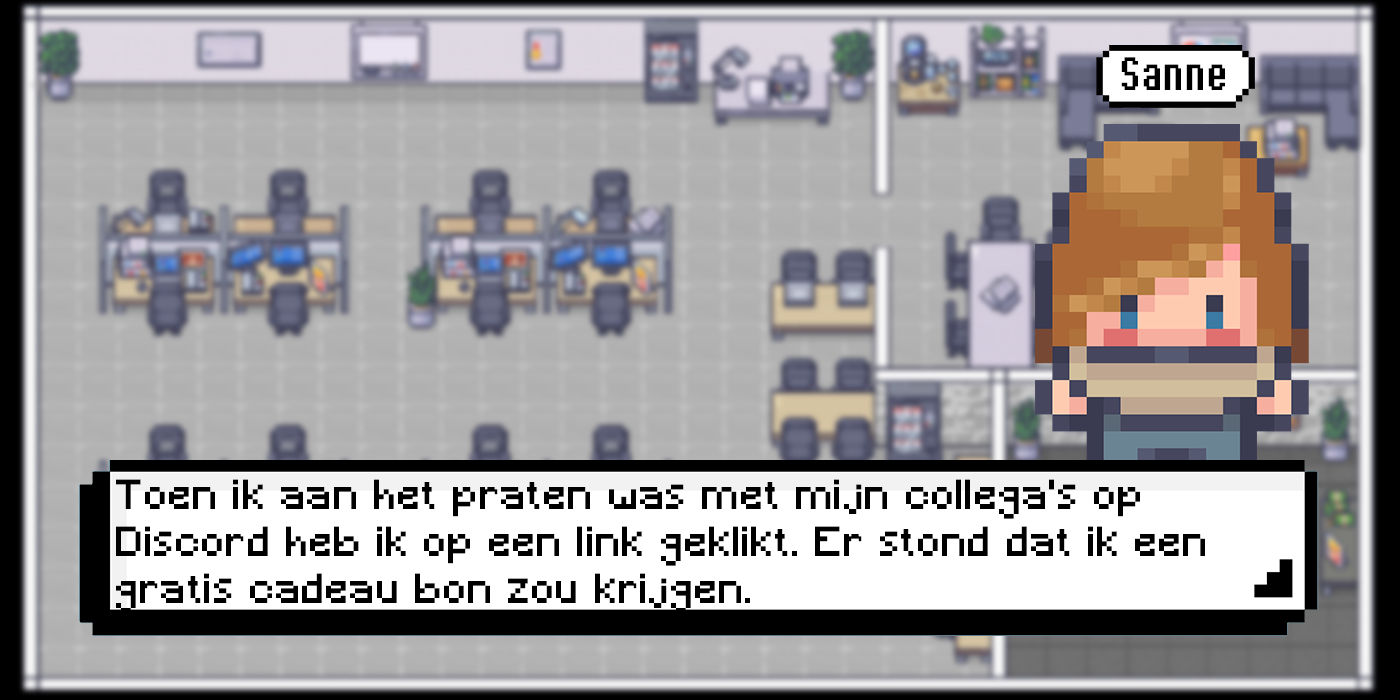 Sanne
Toen ik aan het praten was met mijn collega's op
Discord heb ik op een link geklikt. Er stond dat ik een
gratis cadeau bon zou krijgen.